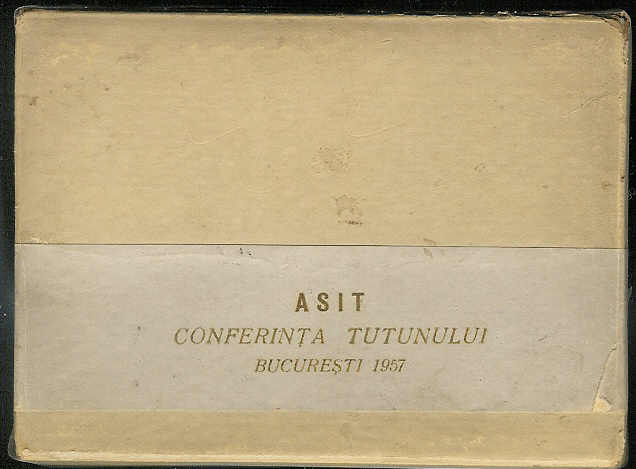 ASIT
CONFERINȚA TUTUNULUI
BUCUREȘTI 1957